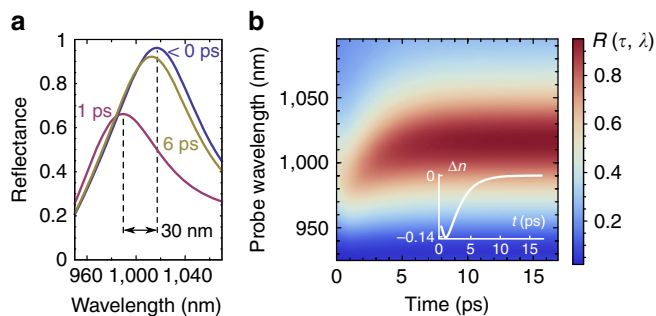 a
Reflectance
1
0.8
0.6
0.4
0.2
0
< 0 ps
1 ps
6 ps
30 nm
960
1,000
1,040
Wavelength (nm)
b
Probe wavelength (nm)
1,050
1,000
950
0
5
10
15
Time (ps)
Δn
0
−0.14
0
5
10
15
t (ps)
R (τ, λ)
0.8
0.6
0.4
0.2